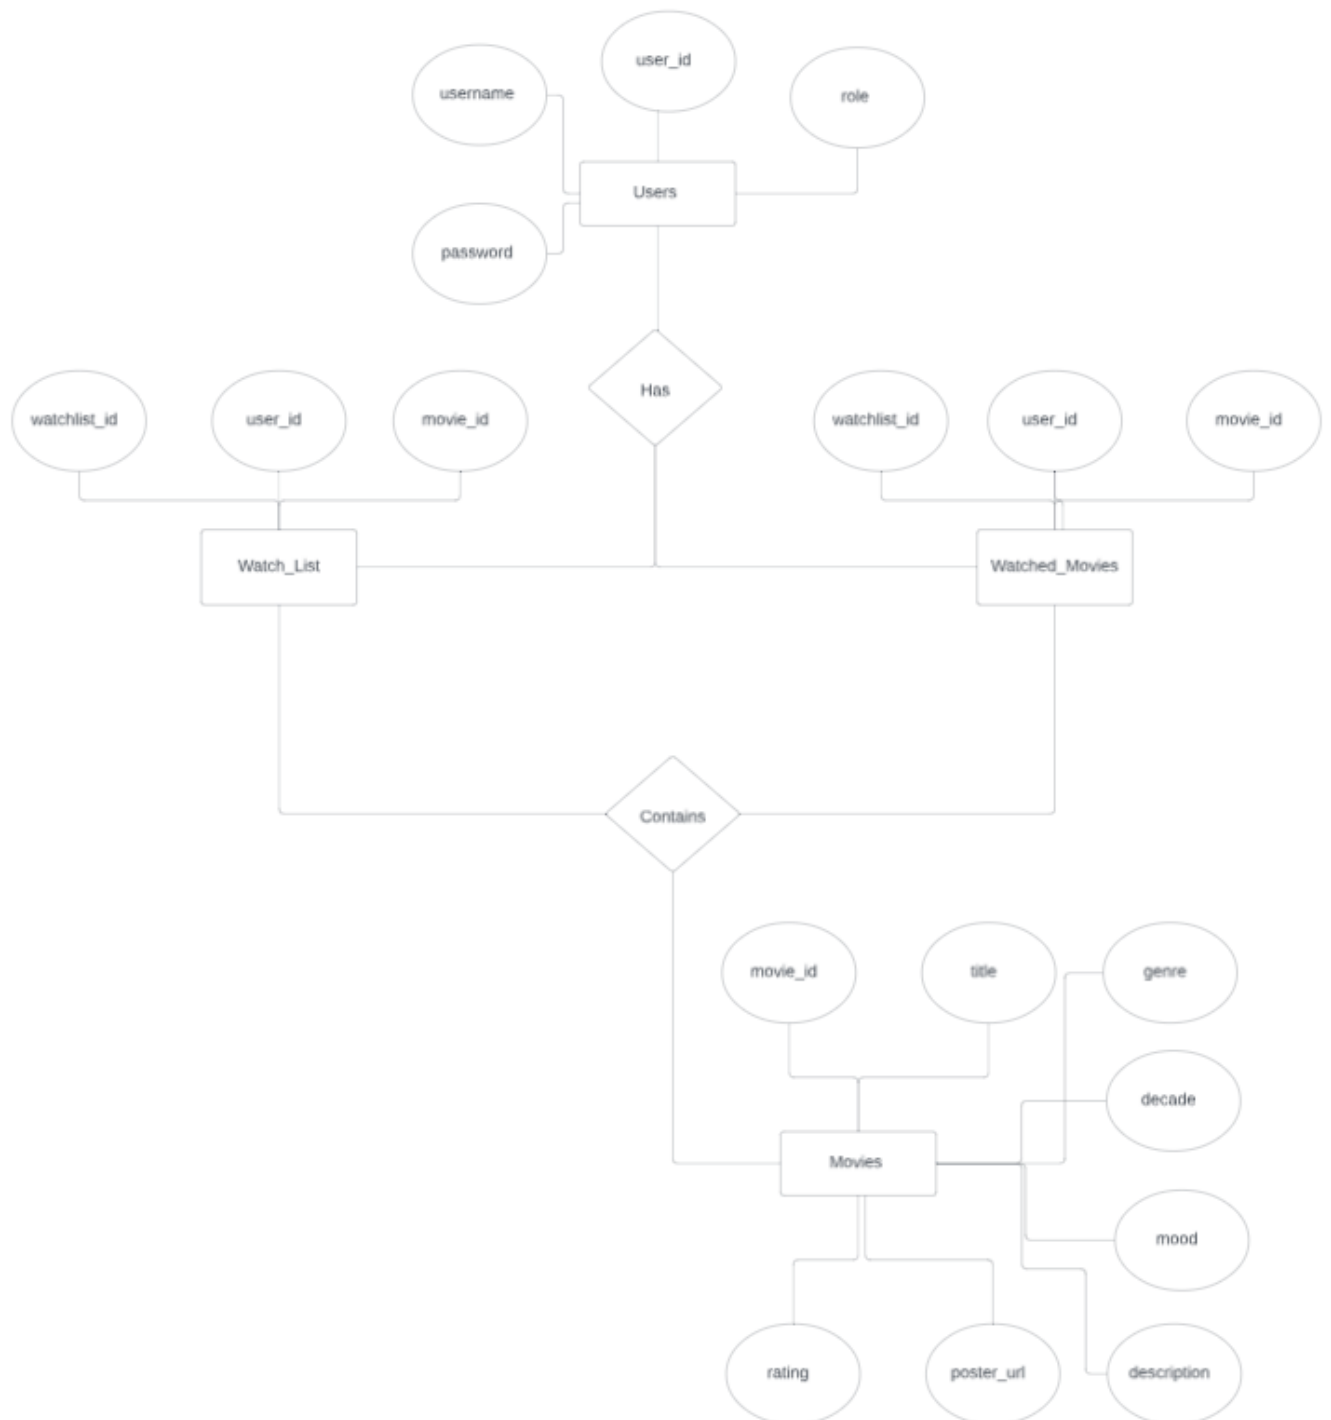 user_id
username
role
Users
password
Has
watchlist_id
user_id
movie_id
watchlist_id
user_id
movie_id
Watch_List
Watched_Movies
Contains
movie_id
title
genre
decade
Movies
mood
rating
poster_url
description